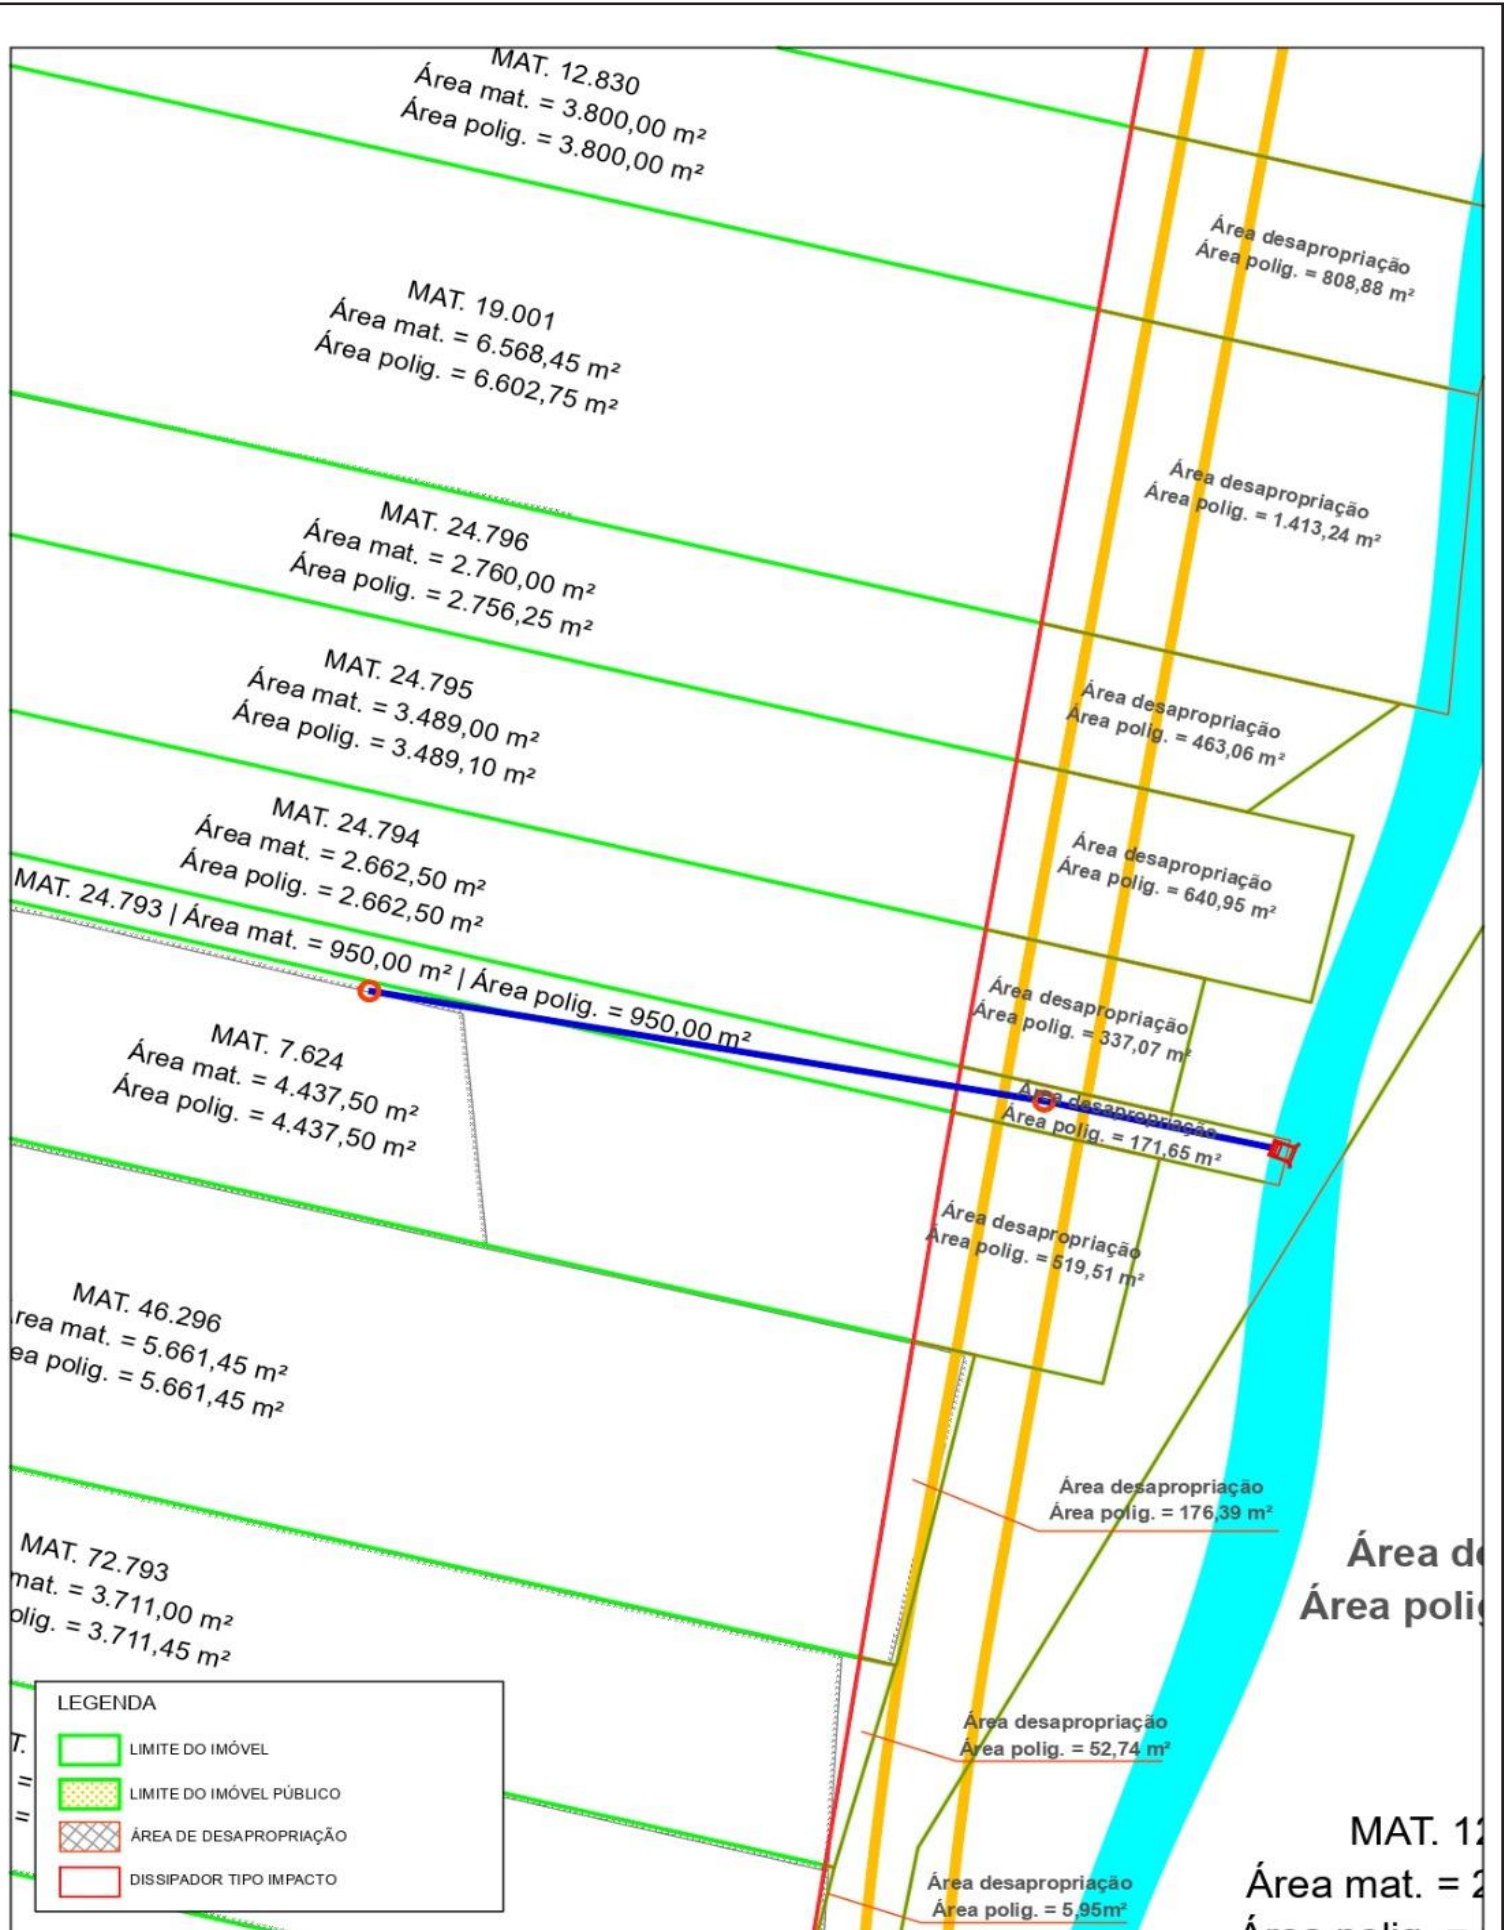 MAT. 12.830
Área mat. = 3.800,00 m²
Área polig. = 3.800,00 m²
Área desapropriação
Área polig. = 808,88 m²
MAT. 19.001
Área mat. = 6.568,45 m²
Área polig. = 6.602,75 m²
Área desapropriação
Área polig. = 1.413,24 m²
MAT. 24.796
Área mat. = 2.760,00 m²
Área polig. = 2.756,25 m²
Área desapropriação
Área polig. = 463,06 m²
MAT. 24.795
Área mat. = 3.489,00 m²
Área polig. = 3.489,10 m²
Área desapropriação
Área polig. = 640,95 m²
MAT. 24.794
Área mat. = 2.662,50 m²
Área polig. = 2.662,50 m²
Área desapropriação
Área polig. = 337,07 m²
MAT. 24.793 | Área mat. = 950,00 m² | Área polig. = 950,00 m²
Área desapropriação
Área polig. = 171,65 m²
MAT. 7.624
Área mat. = 4.437,50 m²
Área polig. = 4.437,50 m²
Área desapropriação
Área polig. = 519,51 m²
MAT. 46.296
rea mat. = 5.661,45 m²
ea polig. = 5.661,45 m²
Área desapropriação
Área polig. = 176,39 m²
Área de
Área polig
MAT. 72.793
mat. = 3.711,00 m²
olig. = 3.711,45 m²
Área desapropriação
Área polig. = 52,74 m²
T.
=
=
LEGENDA
LIMITE DO IMÓVEL
LIMITE DO IMÓVEL PÚBLICO
ÁREA DE DESAPROPRIAÇÃO
DISSIPADOR TIPO IMPACTO
Área desapropriação
Área polig. = 5,95m²
MAT. 12
Área mat. = 2